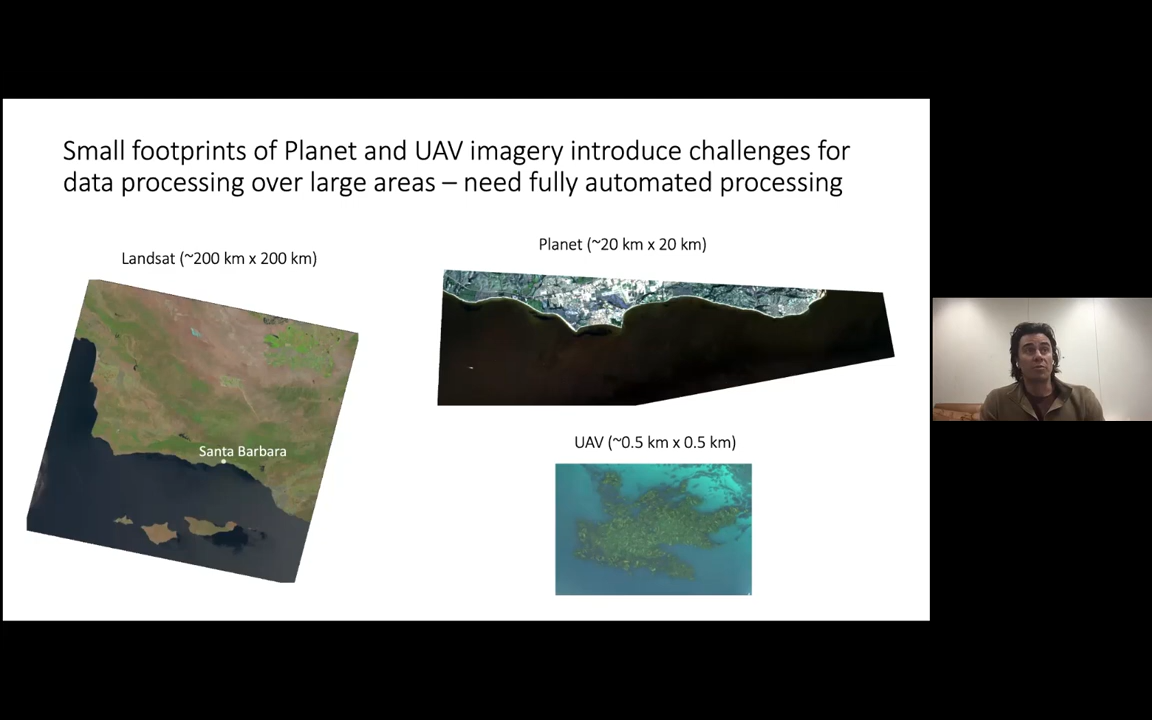 Small footprints of Planet and UAV imagery introduce challenges for
data processing over large areas – need fully automated processing
Landsat (~200 km x 200 km)
Planet (~20 km x 20 km)
Santa Barbara
UAV (~0.5 km x 0.5 km)